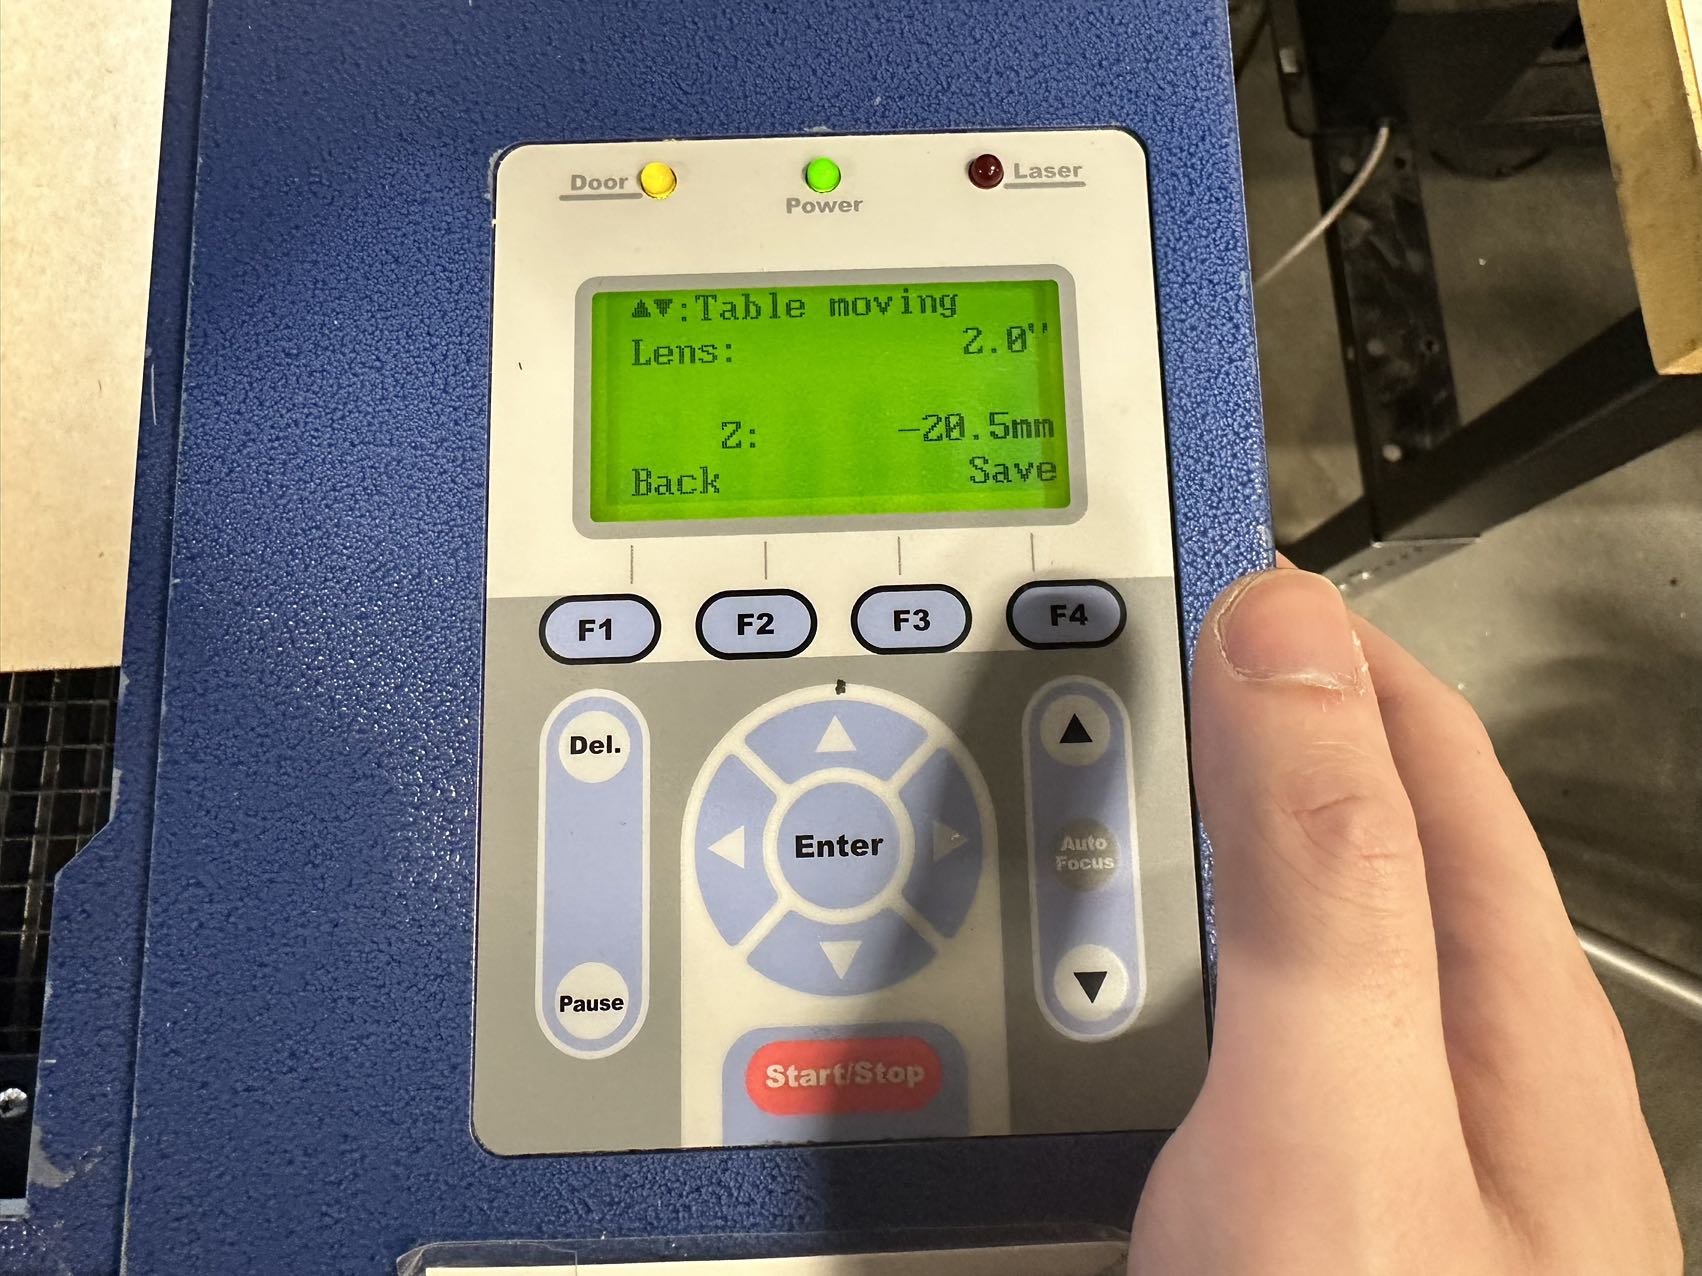 Door
Power
Laser
▲▼:Table moving
Lens: 2.0"
Z: -20.5mm
Back Save
F1 F2 F3 F4
Del.
Enter
Auto
Focus
Pause
Start/Stop